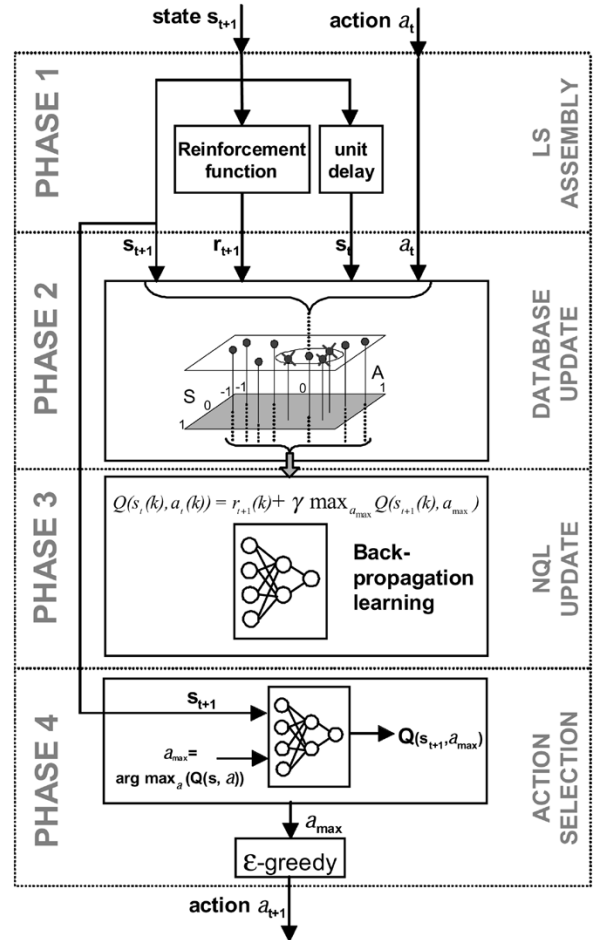 state s_{t+1}
action a_t
PHASE 1
Reinforcement
function
unit
delay
LS
ASSEMBLY
s_{t+1}
r_{t+1}
s_t
a_t
PHASE 2
S
-1
-1
0
0
A
1
1
DATABASE
UPDATE
PHASE 3
Q(s_t(k), a_t(k)) = r_{t+1}(k) + γ max_{a_max} Q(s_{t+1}(k), a_max)
Back-
propagation
learning
NQL
UPDATE
PHASE 4
s_{t+1}
a_max=
arg max_a (Q(s, a))
Q(s_{t+1}, a_max)
ACTION
SELECTION
a_max
ε-greedy
action a_{t+1}